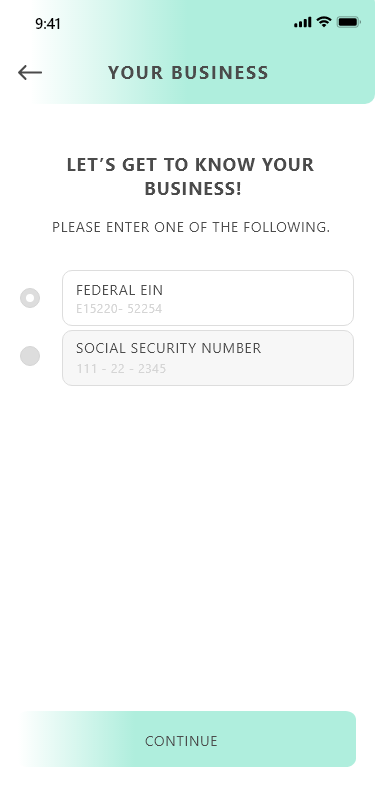 9:41
YOUR BUSINESS
LET’S GET TO KNOW YOUR
BUSINESS!
PLEASE ENTER ONE OF THE FOLLOWING.
FEDERAL EIN
E15220- 52254
SOCIAL SECURITY NUMBER
111 - 22 - 2345
CONTINUE